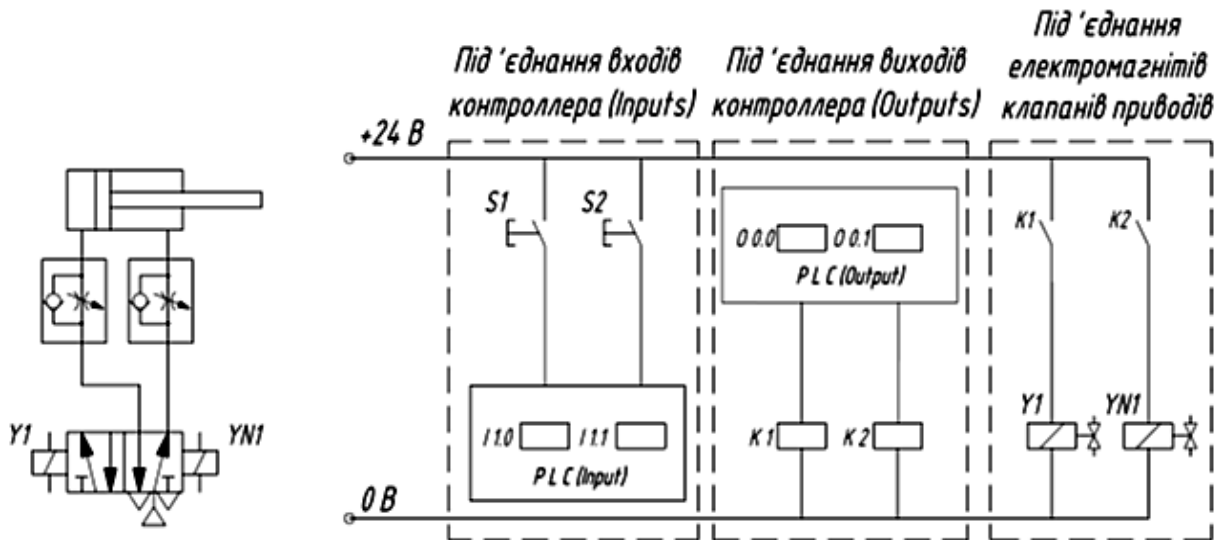 Під 'єднання входів
контроллера (Inputs)
Під 'єднання виходів
контроллера (Outputs)
Під 'єднання
електромагнітів
клапанів приводів
+24 В
S1
S2
O 0.0
O 0.1
P L C (Output)
K1
K2
I 1.0
I 1.1
P L C (Input)
K 1
K 2
Y1
YN1
Y1
YN1
0 В